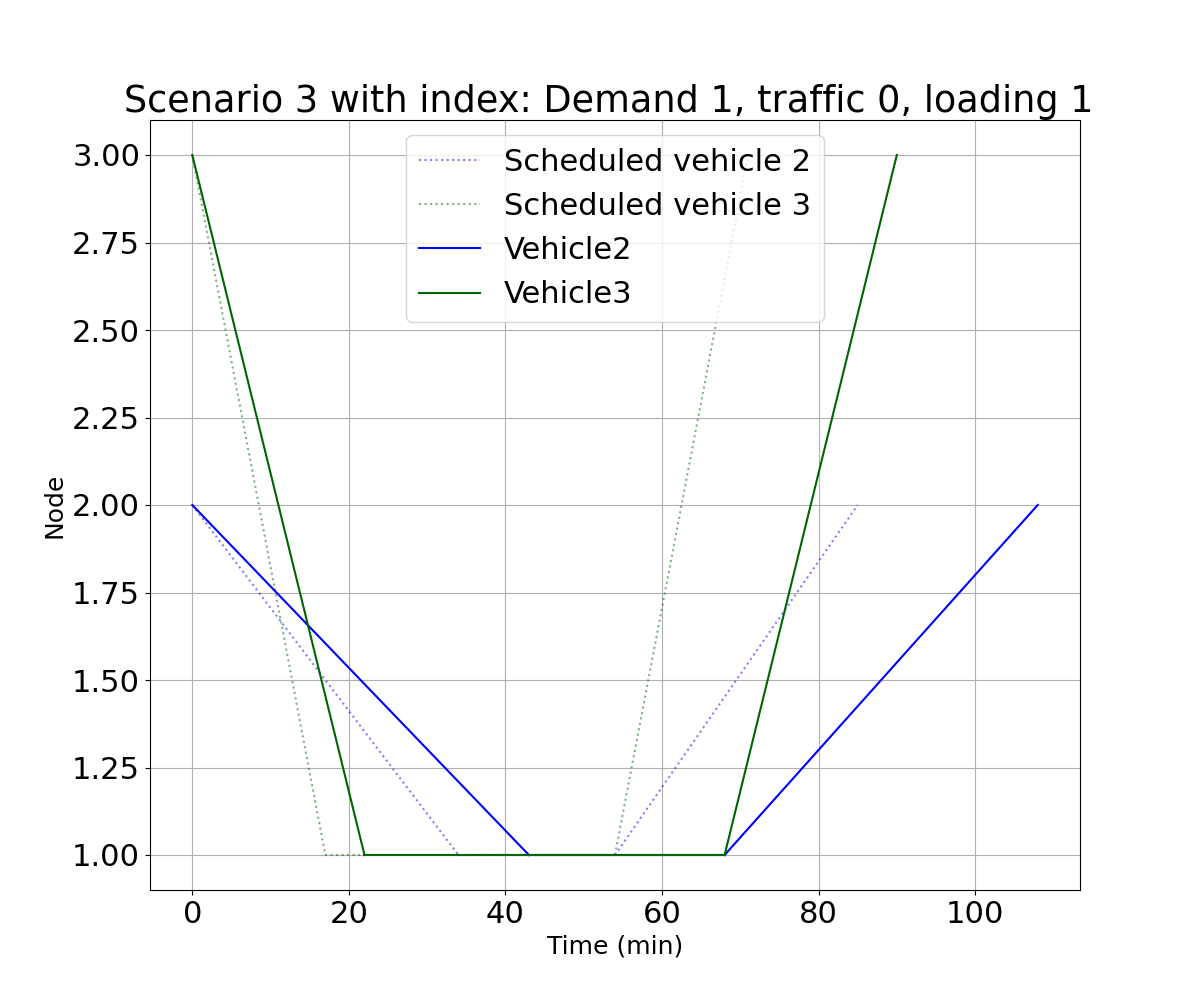 Scenario 3 with index: Demand 1, traffic 0, loading 1
Scheduled vehicle 2
Scheduled vehicle 3
Vehicle2
Vehicle3
3.00
2.75
2.50
2.25
2.00
1.75
1.50
1.25
1.00
Node
0 20 40 60 80 100
Time (min)